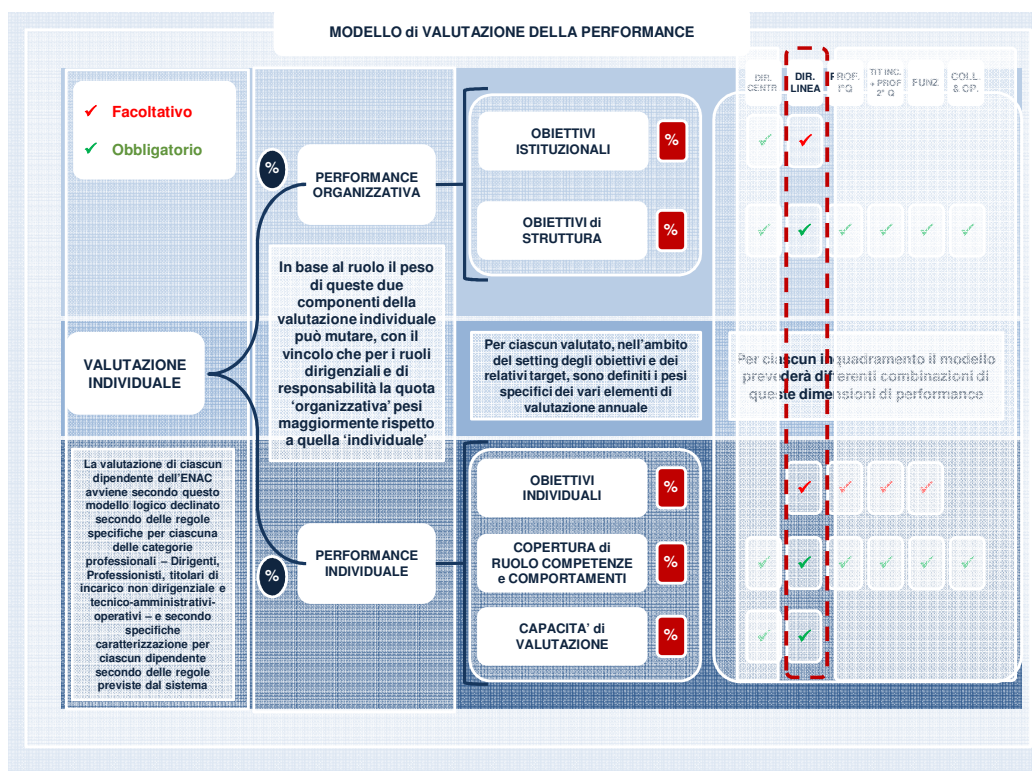 MODELLO di VALUTAZIONE DELLA PERFORMANCE
✓ Facoltativo
✓ Obbligatorio
DIR.
CENTR
DIR.
LINEA
PROF.
I°Q
TIT INC.
+ PROF
2° Q
FUNZ.
COLL.
& OP.
%
PERFORMANCE
ORGANIZZATIVA
OBIETTIVI
ISTITUZIONALI
%
OBIETTIVI di
STRUTTURA
%
In base al ruolo il peso
di queste due
componenti della
valutazione individuale
può mutare, con il
vincolo che per i ruoli
dirigenziali e di
responsabilità la quota
‘organizzativa’ pesi
maggiormente rispetto
a quella ‘individuale’
VALUTAZIONE
INDIVIDUALE
Per ciascun valutato, nell’ambito
del setting degli obiettivi e dei
relativi target, sono definiti i pesi
specifici dei vari elementi di
valutazione annuale
Per ciascun inquadramento il modello
prevederà differenti combinazioni di
queste dimensioni di performance
La valutazione di ciascun
dipendente dell’ENAC
avviene secondo questo
modello logico declinato
secondo delle regole
specifiche per ciascuna
delle categorie
professionali – Dirigenti,
Professionisti, titolari di
incarico non dirigenziale e
tecnico-amministrativi-
operativi – e secondo
specifiche
caratterizzazione per
ciascun dipendente
secondo delle regole
previste dal sistema
%
PERFORMANCE
INDIVIDUALE
OBIETTIVI
INDIVIDUALI
%
COPERTURA di
RUOLO COMPETENZE
e COMPORTAMENTI
%
CAPACITA’ di
VALUTAZIONE
%